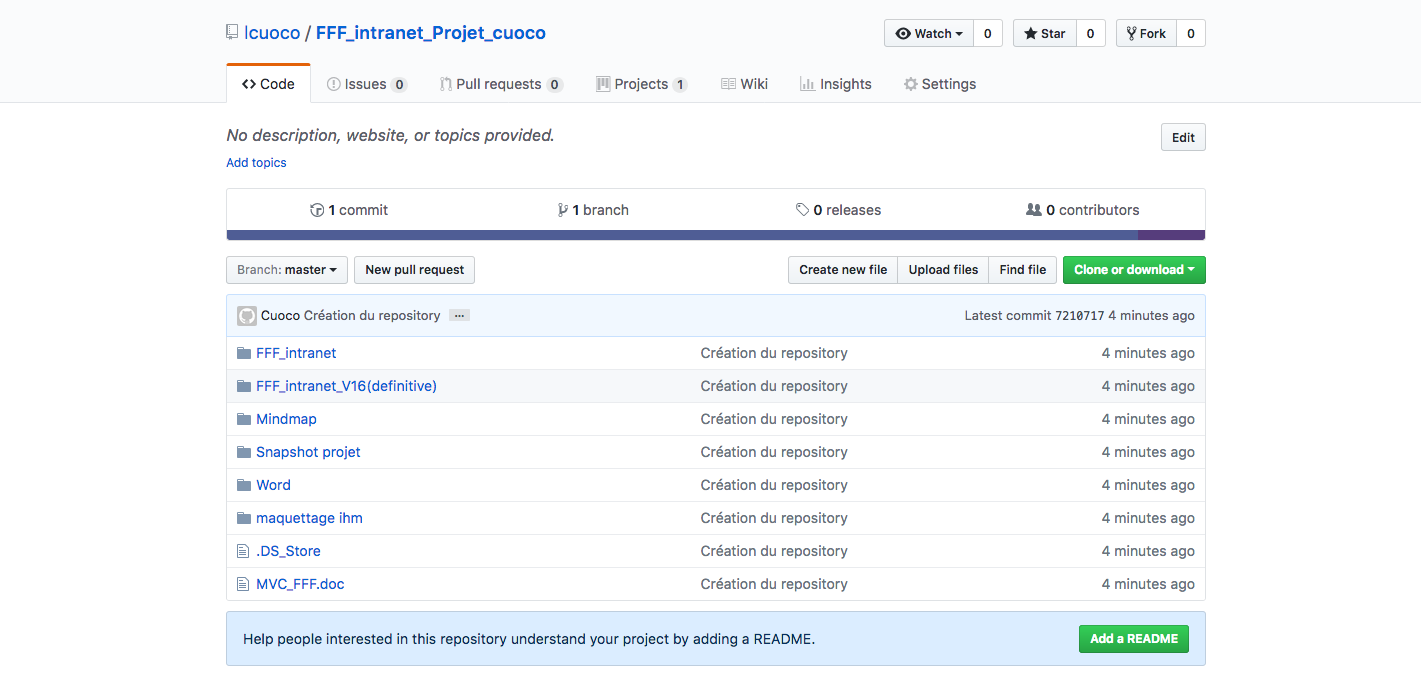 lcuoco / FFF_intranet_Projet_cuoco
Watch 0 Star 0 Fork 0
Code Issues 0 Pull requests 0 Projects 1 Wiki Insights Settings
No description, website, or topics provided.
Edit
Add topics
1 commit 1 branch 0 releases 0 contributors
Branch: master New pull request Create new file Upload files Find file Clone or download
Cuoco Création du repository ... Latest commit 7210717 4 minutes ago
FFF_intranet Création du repository 4 minutes ago
FFF_intranet_V16(definitive) Création du repository 4 minutes ago
Mindmap Création du repository 4 minutes ago
Snapshot projet Création du repository 4 minutes ago
Word Création du repository 4 minutes ago
maquettage ihm Création du repository 4 minutes ago
.DS_Store Création du repository 4 minutes ago
MVC_FFF.doc Création du repository 4 minutes ago
Help people interested in this repository understand your project by adding a README. Add a README